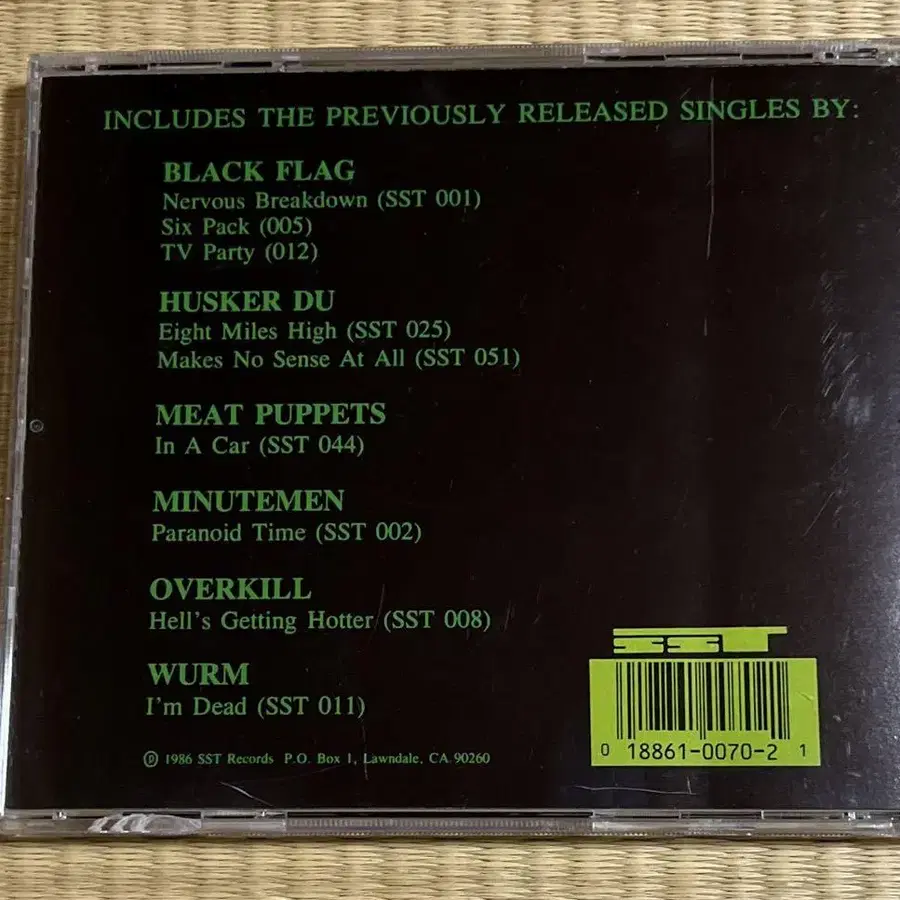 INCLUDES THE PREVIOUSLY RELEASED SINGLES BY:
BLACK FLAG
Nervous Breakdown (SST 001)
Six Pack (005)
TV Party (012)
HUSKER DU
Eight Miles High (SST 025)
Makes No Sense At All (SST 051)
MEAT PUPPETS
In A Car (SST 044)
MINUTEMEN
Paranoid Time (SST 002)
OVERKILL
Hell's Getting Hotter (SST 008)
WURM
I'm Dead (SST 011)
SST
0 18861-0070-2 1
Ⓟ 1986 SST Records P.O. Box 1, Lawndale, CA 90260